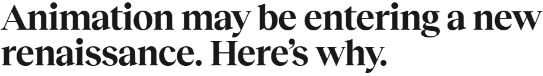 Animation may be entering a new
renaissance. Here’s why.